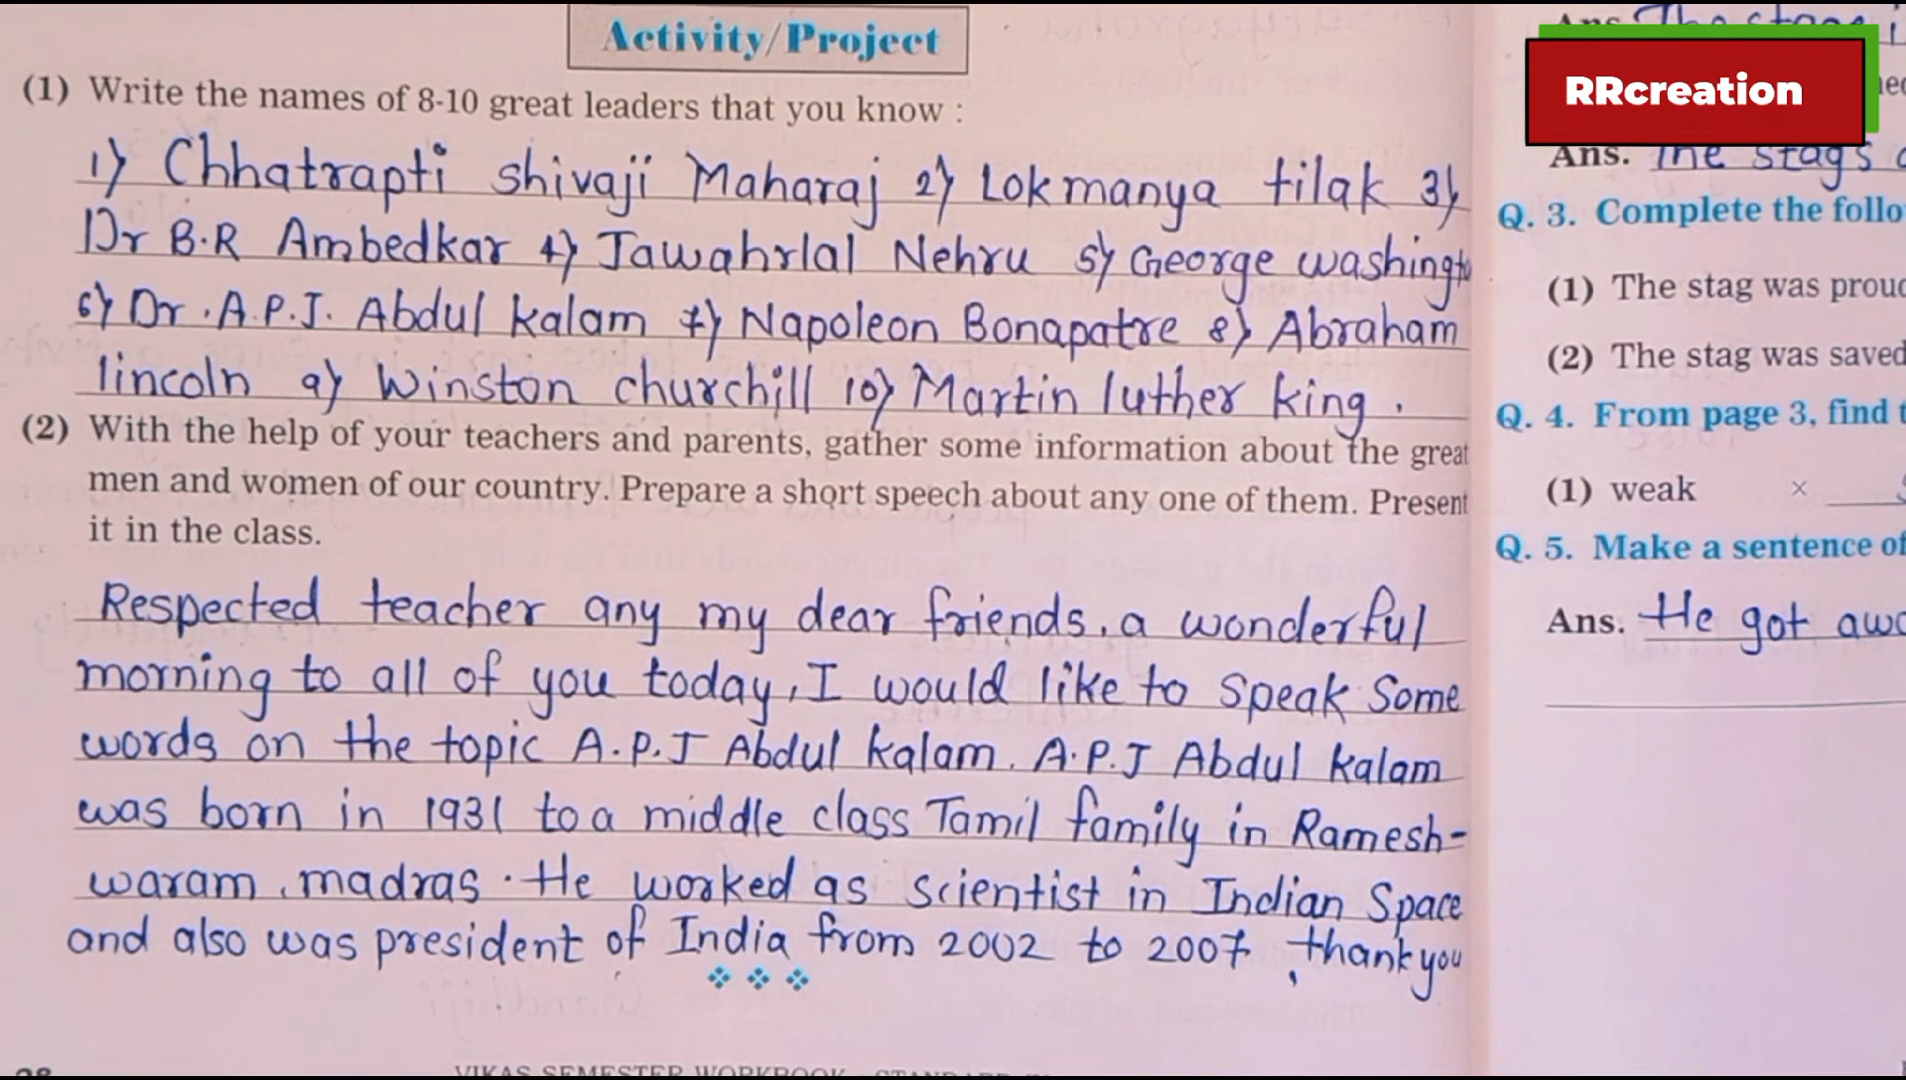 Activity/Project
(1) Write the names of 8-10 great leaders that you know :
1) Chhatrapti shivaji Maharaj 2) Lokmanya tilak 3)
Dr B.R Ambedkar 4) Jawahrlal Nehru 5) George washingto
6) Dr. A.P.J. Abdul kalam 7) Napoleon Bonapatre 8) Abraham
lincoln 9) Winston churchill 10) Martin luther king.
(2) With the help of your teachers and parents, gather some information about the great
men and women of our country. Prepare a short speech about any one of them. Present
it in the class.
Respected teacher any my dear friends, a wonderful
morning to all of you today, I would like to speak Some
words on the topic A.P.J Abdul kalam. A.P.J Abdul kalam
was born in 1931 to a middle class Tamil family in Ramesh-
waram, madras. He worked as scientist in Indian Space
and also was president of India from 2002 to 2007, thank you
RRcreation
Ans. The stags
Q. 3. Complete the follo
(1) The stag was proud
(2) The stag was saved
Q. 4. From page 3, find t
(1) weak ×
Q. 5. Make a sentence of
Ans. He got awa